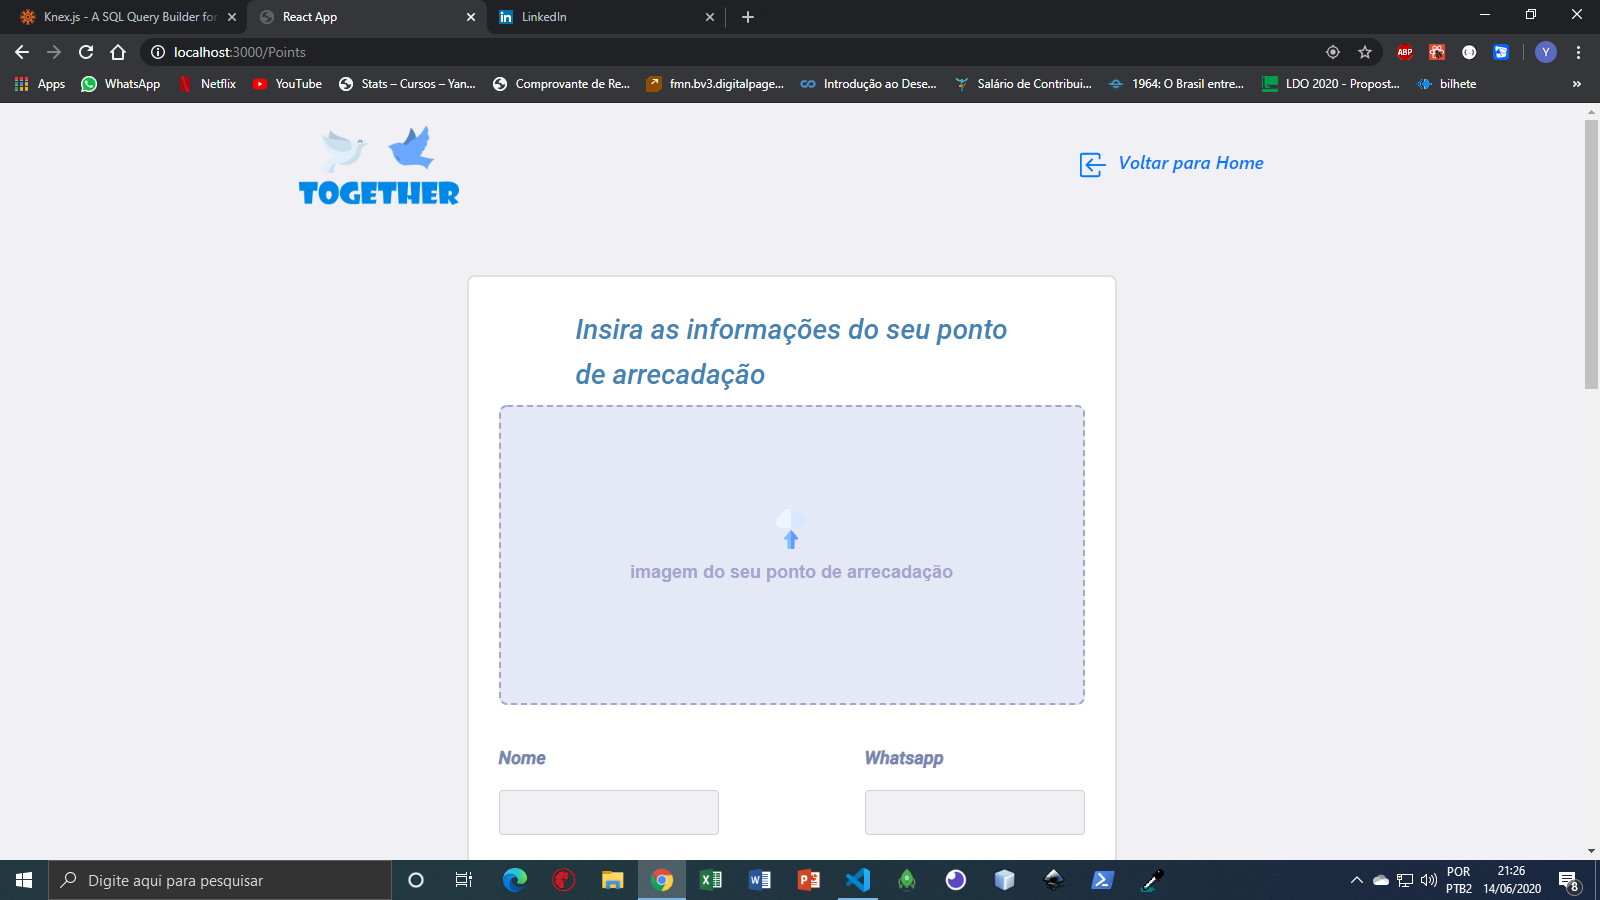 Knex.js - A SQL Query Builder for
React App
LinkedIn
localhost:3000/Points
ABP
Y
Apps
WhatsApp
Netflix
YouTube
Stats – Cursos – Yan...
Comprovante de Re...
fmn.bv3.digitalpage...
Introdução ao Dese...
Salário de Contribui...
1964: O Brasil entre...
LDO 2020 - Propost...
bilhete
»
TOGETHER
Voltar para Home
Insira as informações do seu ponto
de arrecadação
imagem do seu ponto de arrecadação
Nome
Whatsapp
Digite aqui para pesquisar
POR
PTB2
21:26
14/06/2020
8